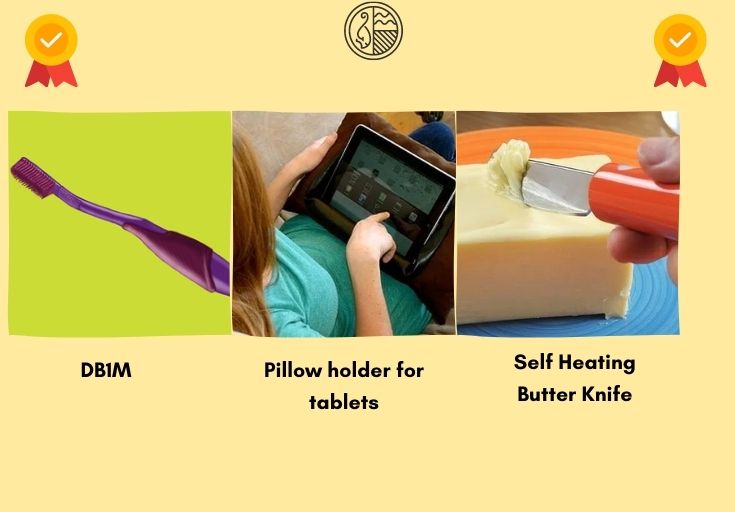 DB1M
Pillow holder for
tablets
Self Heating
Butter Knife